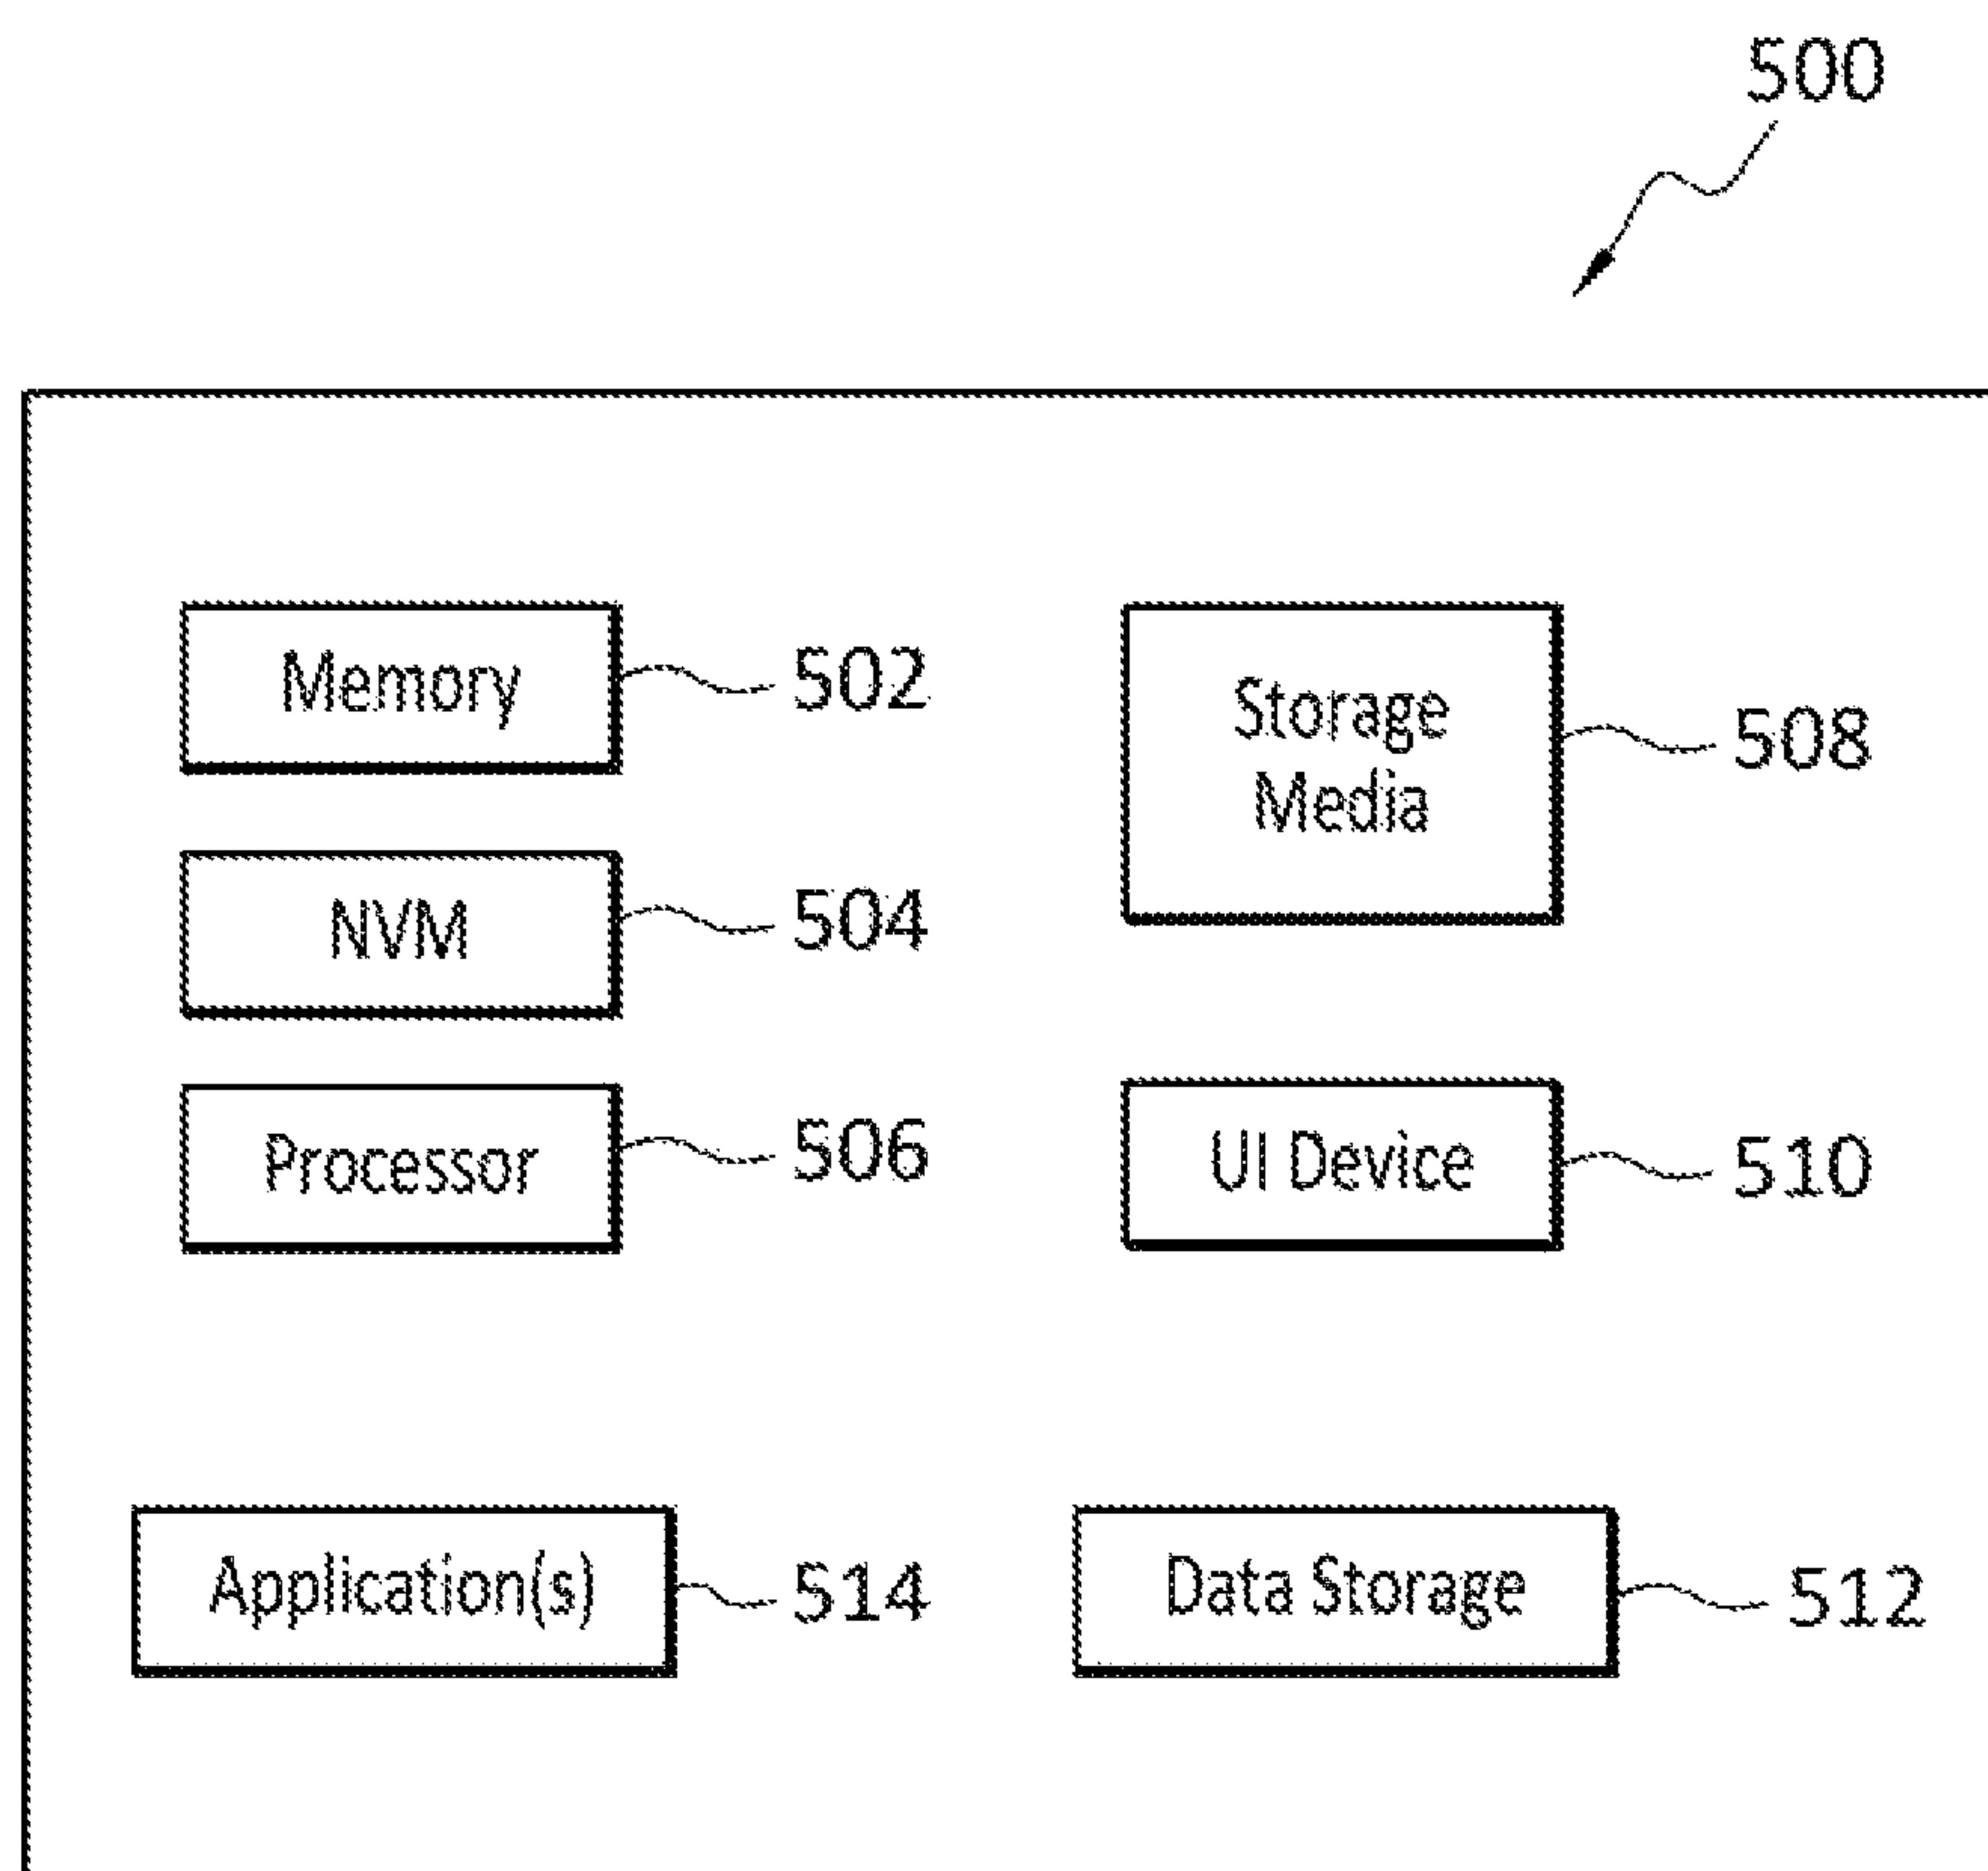 500
Memory
502
Storage
Media
508
NVM
504
Processor
506
UI Device
510
Application(s)
514
Data Storage
512